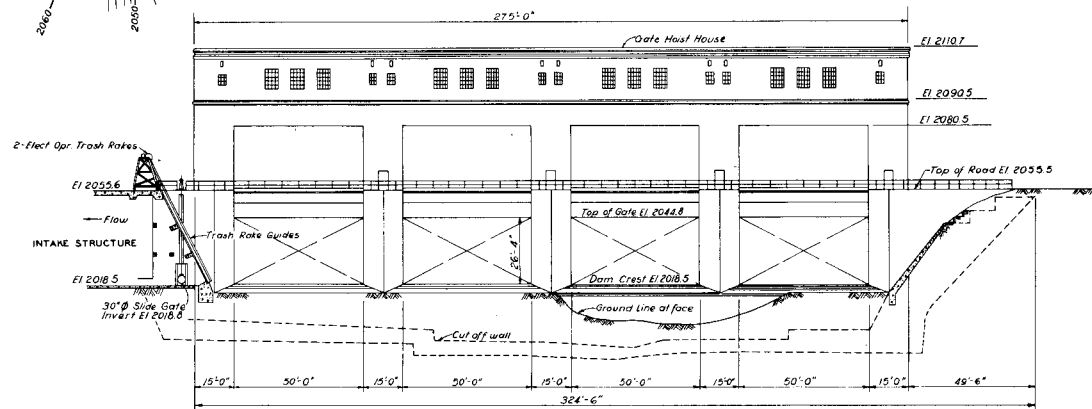 2060
2050
275'-0"
Gate Hoist House
El 2110.7
El 2090.5
El 2080.5
2-Elect Opr. Trash Rakes
El 2055.6
Top of Road El 2055.5
Flow
Top of Gate El. 2044.8
INTAKE STRUCTURE
Trash Rake Guides
26'-4"
El 2018.5
Dam Crest El 2018.5
30" Φ Slide Gate
Invert El 2018.8
Ground Line at face
Cut off wall
15'-0" 50'-0" 15'-0" 50'-0" 15'-0" 50'-0" 15'-0" 50'-0" 15'-0" 49'-6"
324'-6"